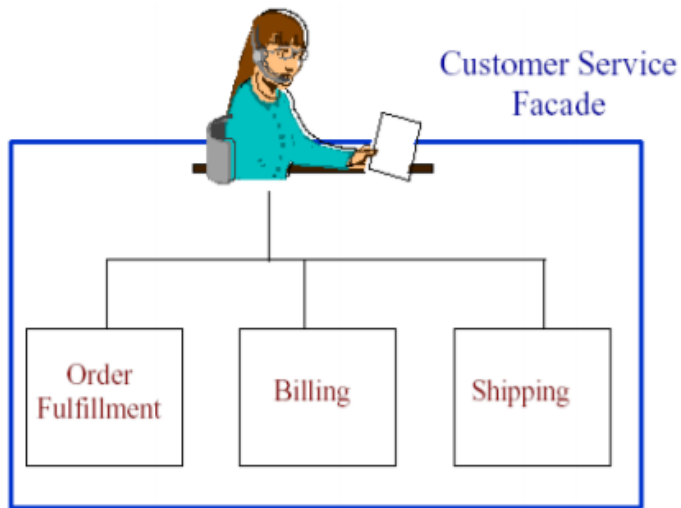 Customer Service
Facade
Order
Fulfillment
Billing
Shipping